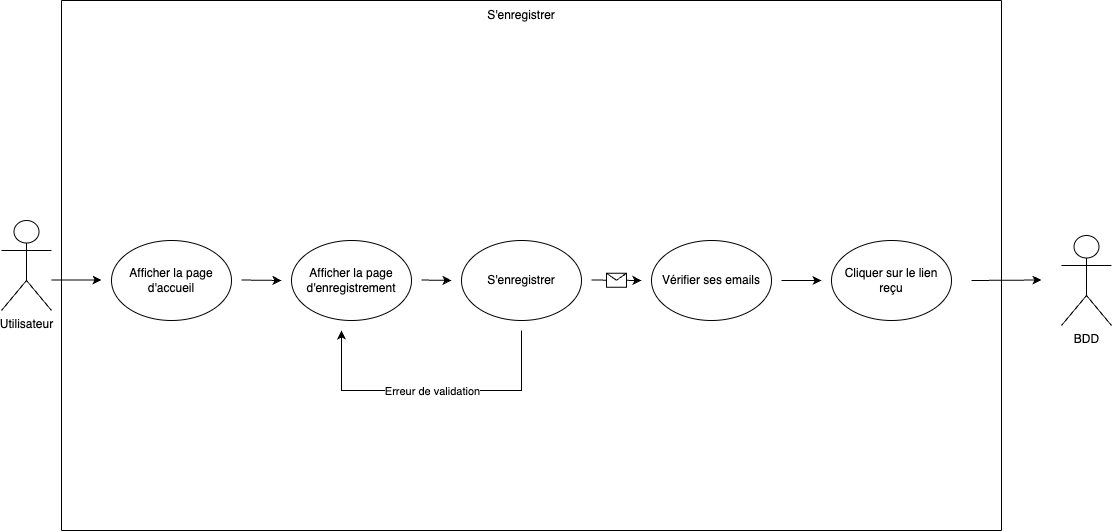 S'enregistrer
Utilisateur
Afficher la page
d'accueil
Afficher la page
d'enregistrement
S'enregistrer
Vérifier ses emails
Cliquer sur le lien
reçu
BDD
Erreur de validation